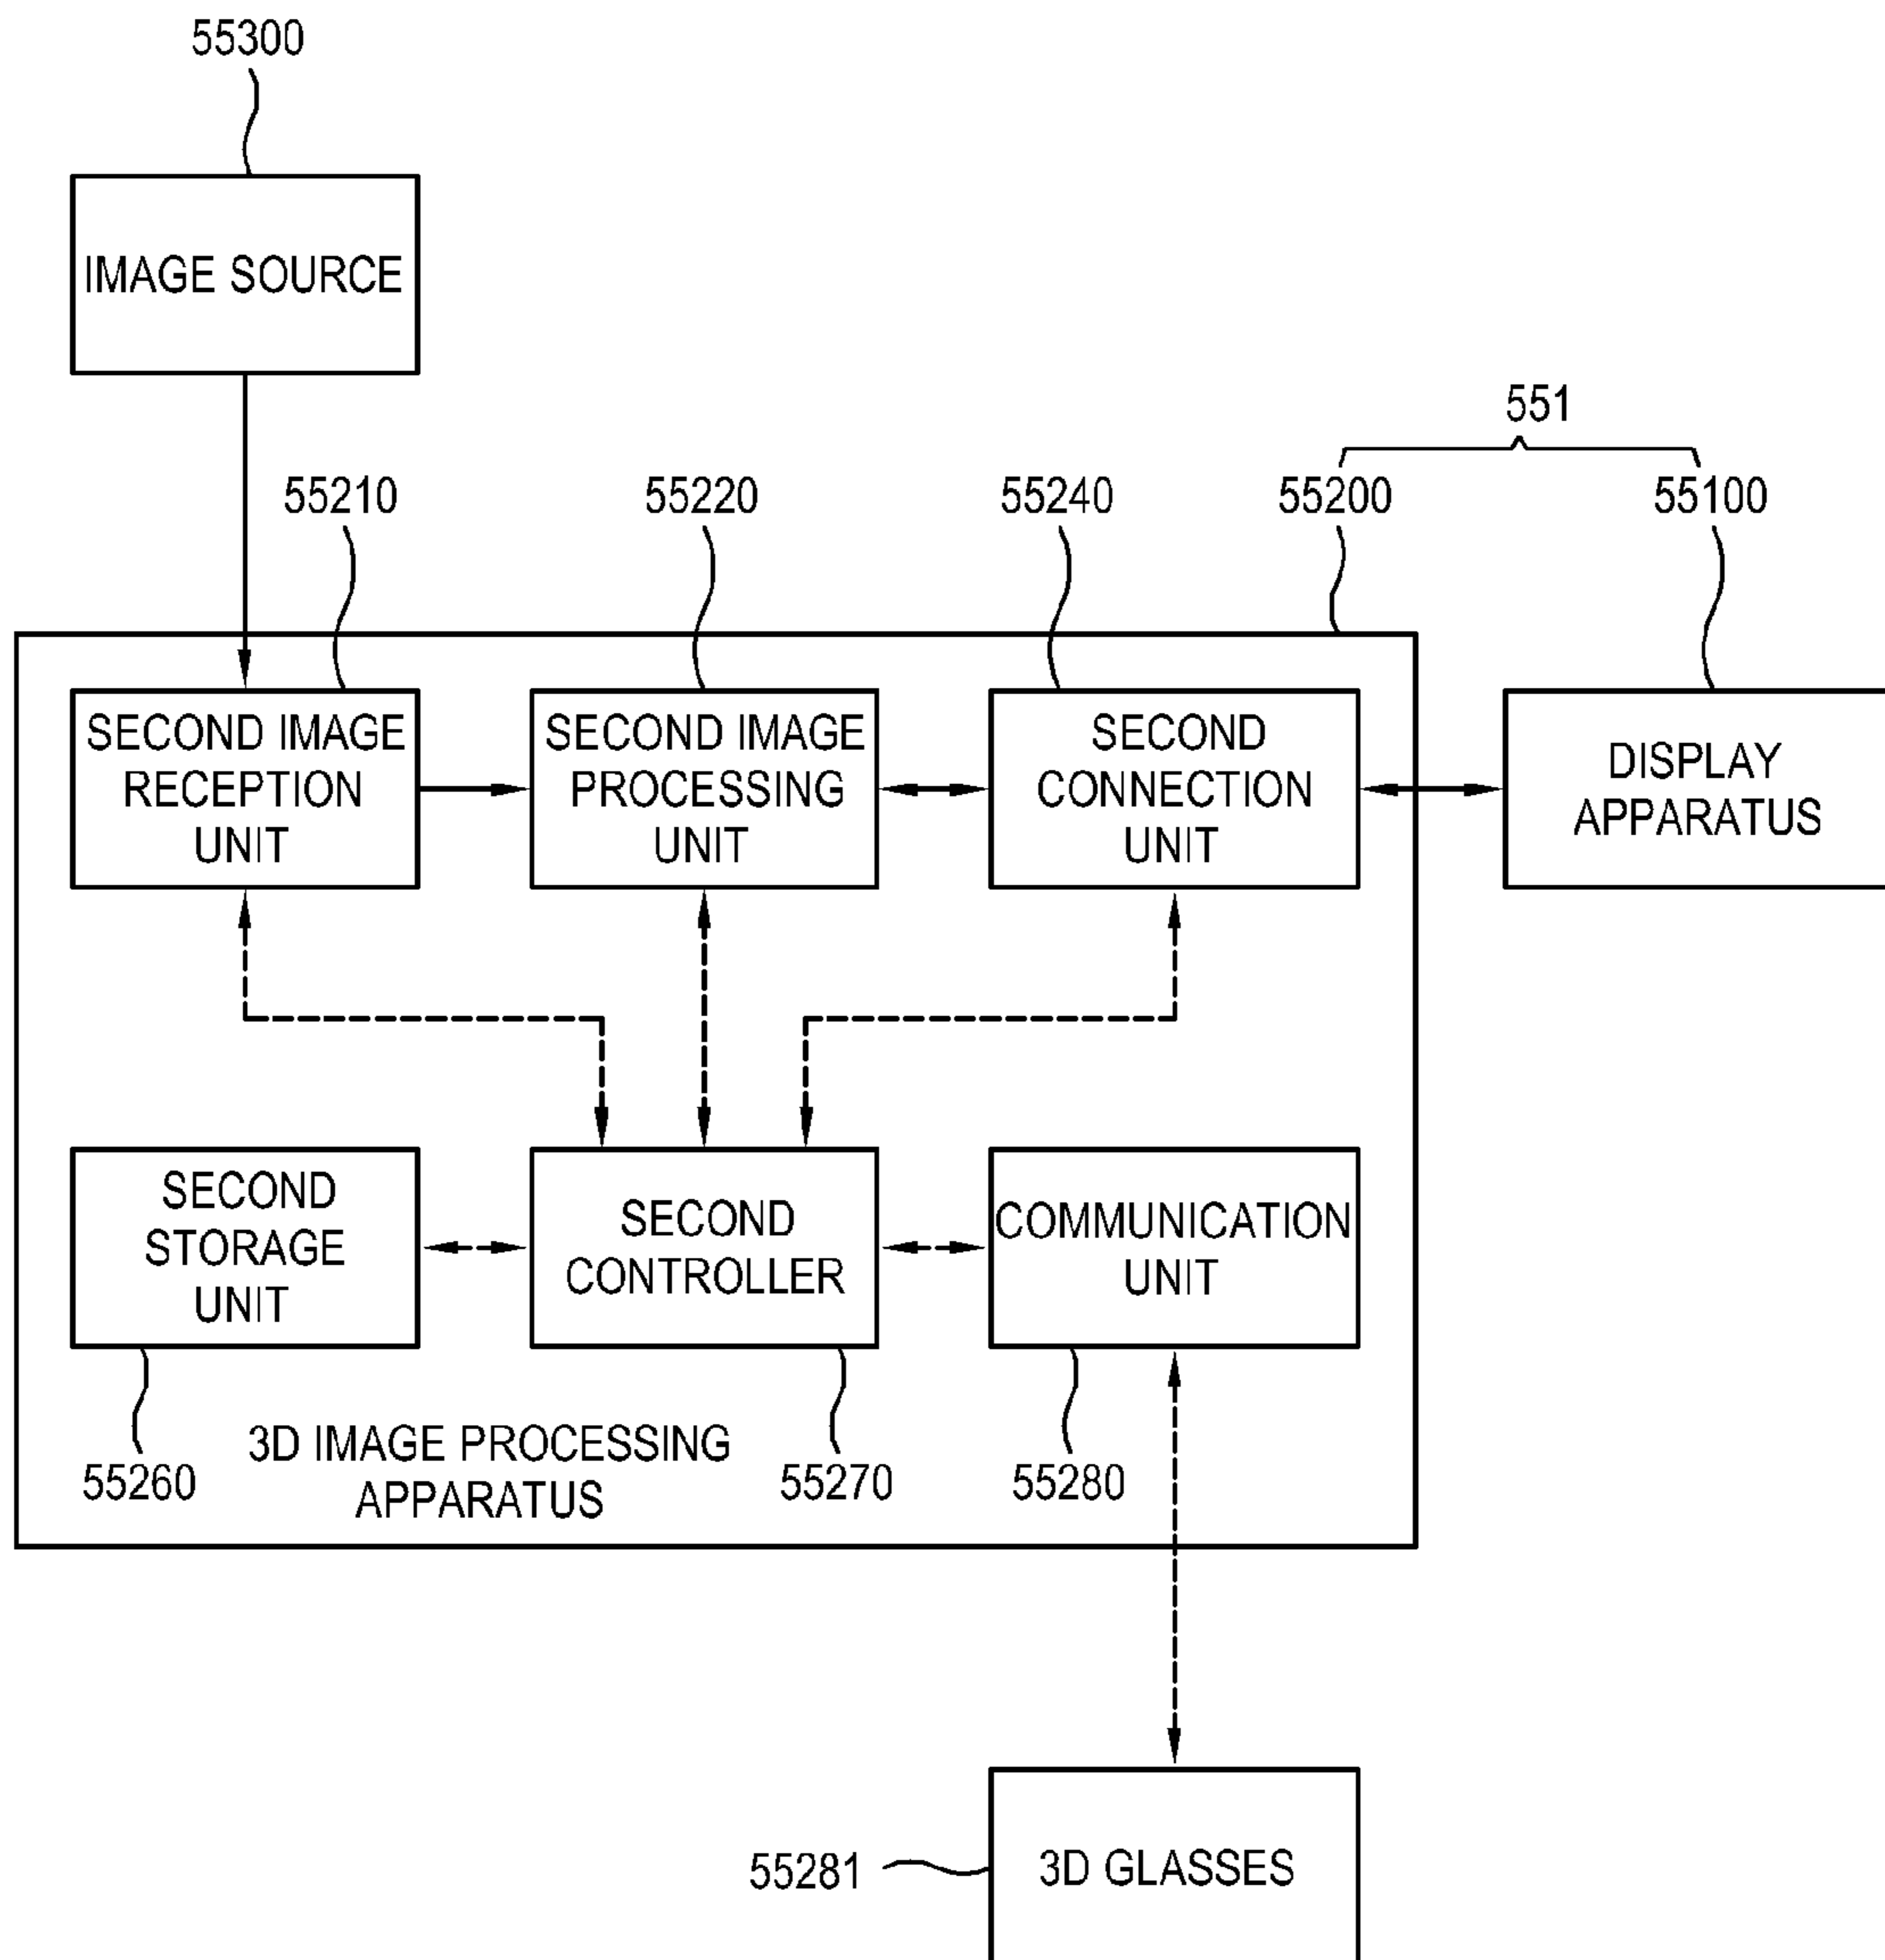 55300
IMAGE SOURCE
551
55210
55220
55240
55200
55100
SECOND IMAGE
RECEPTION
UNIT
SECOND IMAGE
PROCESSING
UNIT
SECOND
CONNECTION
UNIT
DISPLAY
APPARATUS
SECOND
STORAGE
UNIT
SECOND
CONTROLLER
COMMUNICATION
UNIT
55260
3D IMAGE PROCESSING
APPARATUS
55270
55280
55281
3D GLASSES